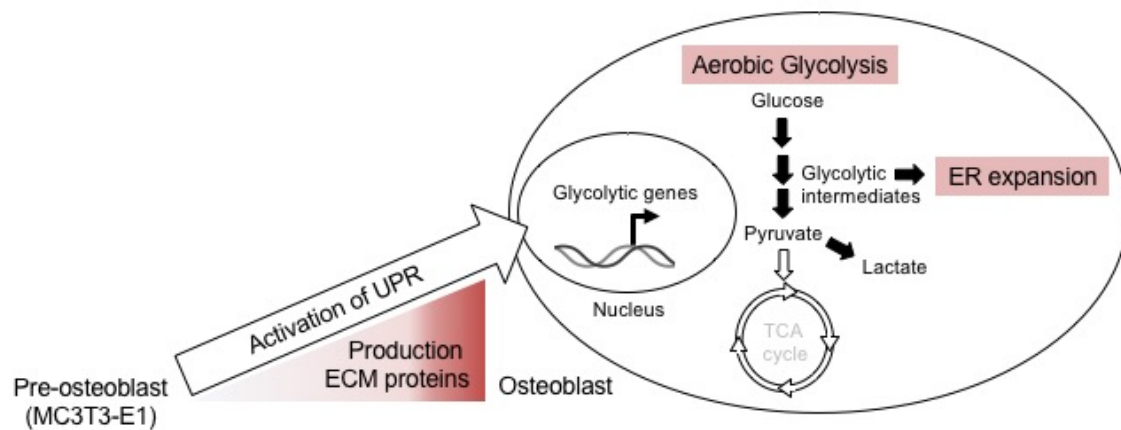 Aerobic Glycolysis
Glucose
Glycolytic
intermediates
ER expansion
Glycolytic genes
Pyruvate
Lactate
Nucleus
TCA
cycle
Activation of UPR
Production
ECM proteins
Pre-osteoblast
(MC3T3-E1)
Osteoblast